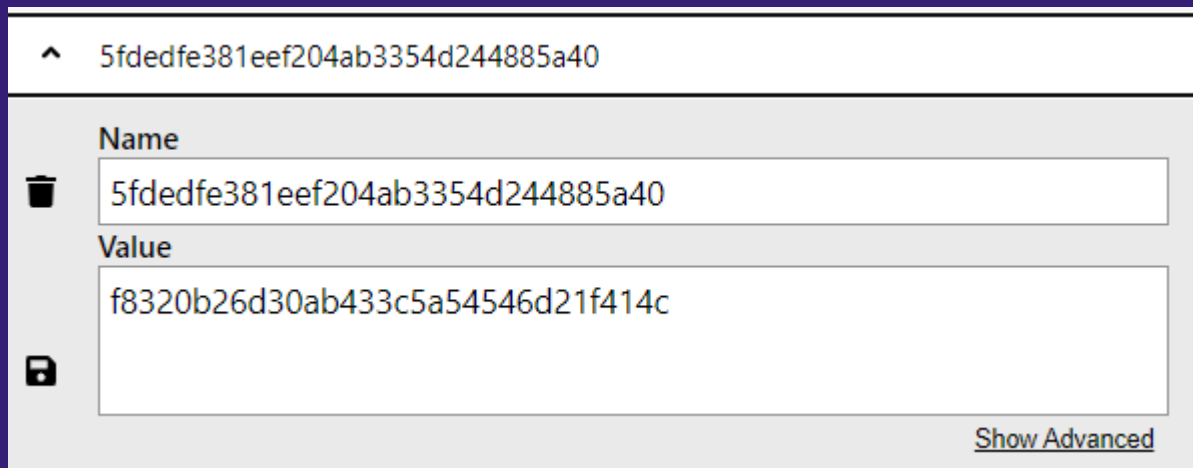 5fdedfe381eef204ab3354d244885a40
Name
5fdedfe381eef204ab3354d244885a40
Value
f8320b26d30ab433c5a54546d21f414c
Show Advanced